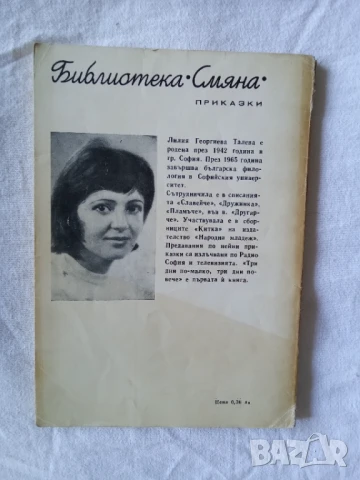 Библиотека · Смяна ·
ПРИКАЗКИ
Лилия Георгиева Талева е
родена през 1942 година в
гр. София. През 1965 година
завършва българска фило-
логия в Софийския универ-
ситет.
Сътрудничила е в списания-
та «Славейче», «Дружинка»,
«Пламъче», във в. «Другар-
че». Участвувала е в сбор-
ниците «Китка» на изда-
телство «Народна младеж».
Предавания по нейни при-
казки са излъчвани по Радио
София и телевизията. «Три
дни по-малко, три дни по-
вече» е първата ѝ книга.
Цена 0,36 лв.
BAZAR
bg